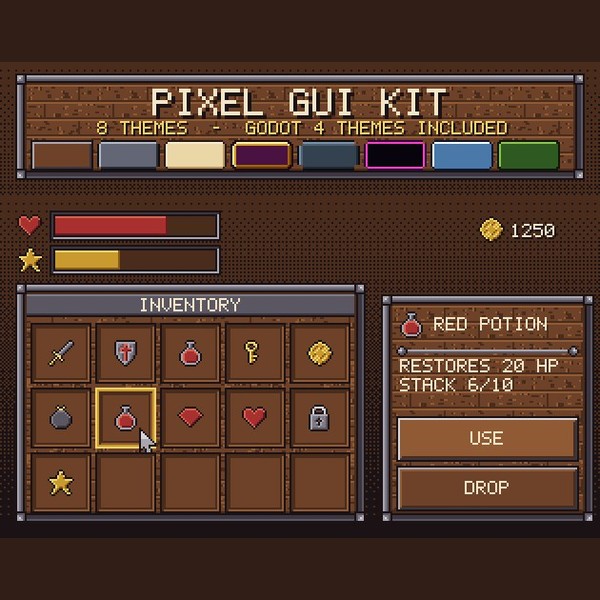 PIXEL GUI KIT
8 THEMES - GODOT 4 THEMES INCLUDED
1250
INVENTORY
RED POTION
RESTORES 20 HP
STACK 6/10
USE
DROP